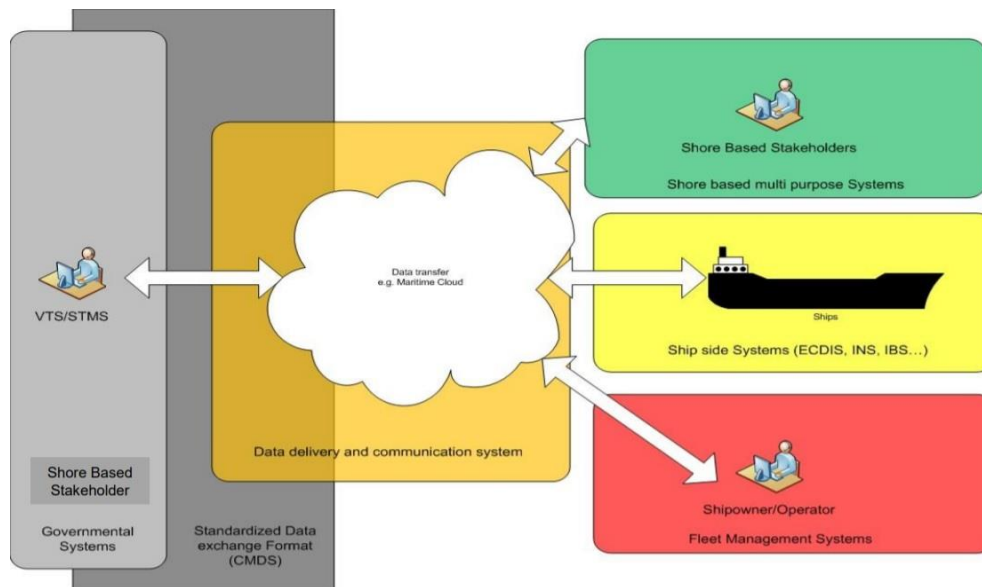 VTS/STMS
Shore Based
Stakeholder
Governmental
Systems
Standardized Data
exchange Format
(CMDS)
Data transfer
e.g. Maritime Cloud
Data delivery and communication system
Shore Based Stakeholders
Shore based multi purpose Systems
Ships
Ship side Systems (ECDIS, INS, IBS...)
Shipowner/Operator
Fleet Management Systems